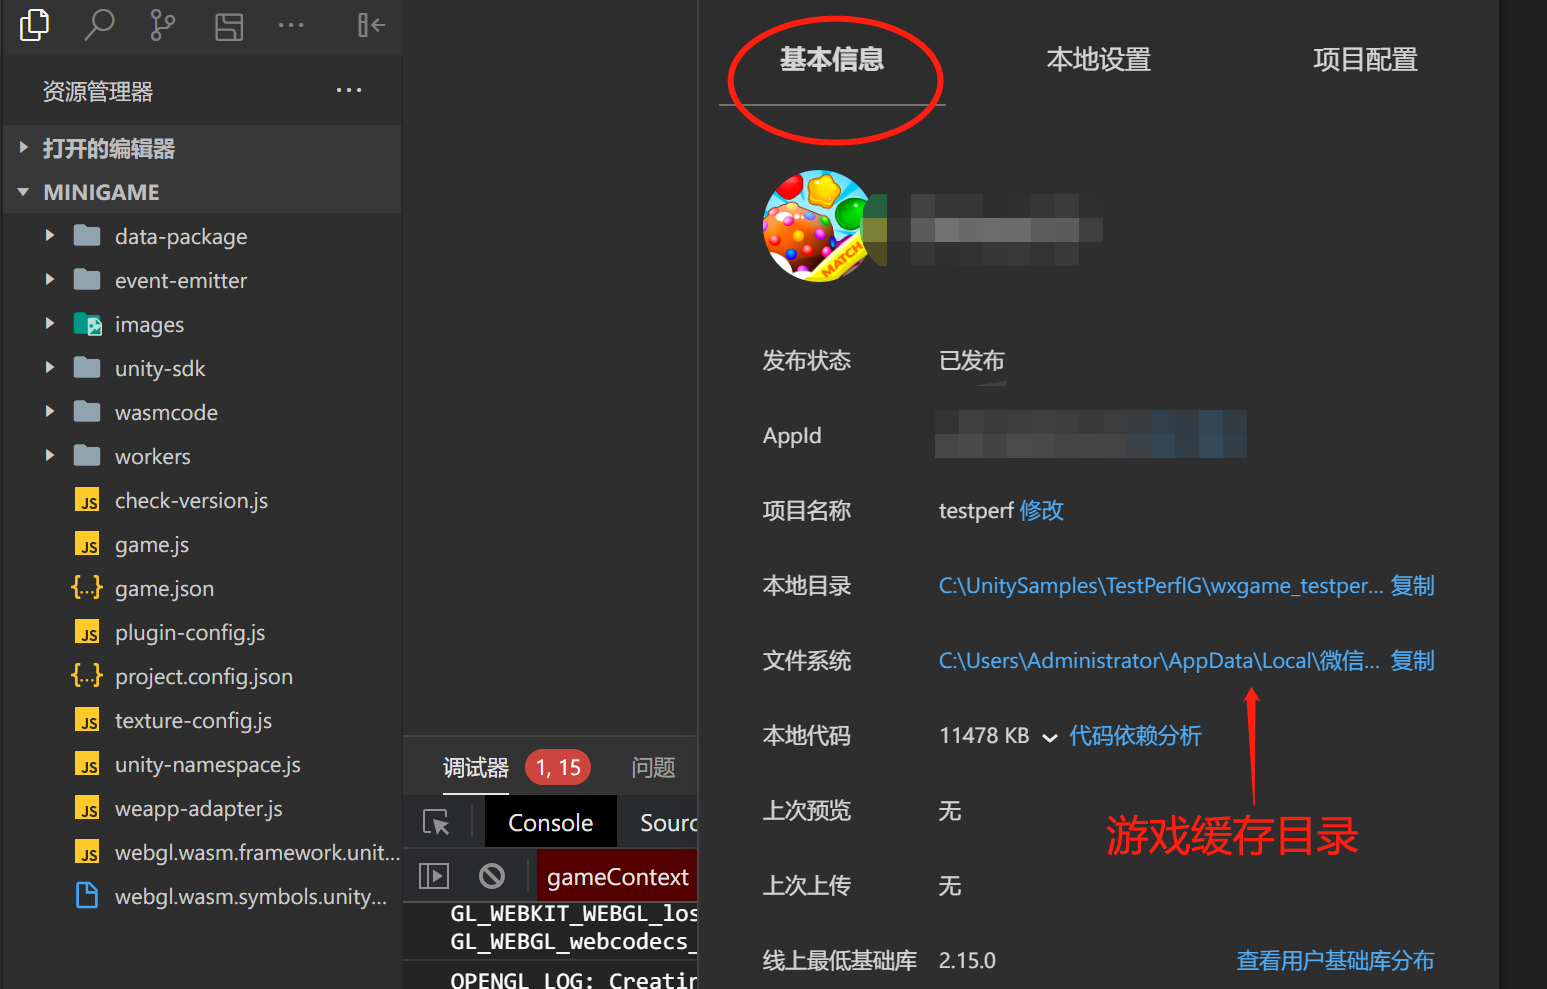 资源管理器
打开的编辑器
MINIGAME
data-package
event-emitter
images
unity-sdk
wasmcode
workers
JS check-version.js
JS game.js
{...} game.json
JS plugin-config.js
{...} project.config.json
JS texture-config.js
JS unity-namespace.js
JS weapp-adapter.js
JS webgl.wasm.framework.unit...
webgl.wasm.symbols.unity...
调试器 1, 15 问题
Console Sourc
gameContext
GL_WEBKIT_WEBGL_los
GL_WEBGL_webcodecs_
OPENGL LOG: Creatin
基本信息 本地设置 项目配置
MATCH
发布状态 已发布
AppId
项目名称 testperf 修改
本地目录 C:\UnitySamples\TestPerfIG\wxgame_testper... 复制
文件系统 C:\Users\Administrator\AppData\Local\微信... 复制
本地代码 11478 KB 代码依赖分析
上次预览 无
游戏缓存目录
上次上传 无
线上最低基础库 2.15.0 查看用户基础库分布